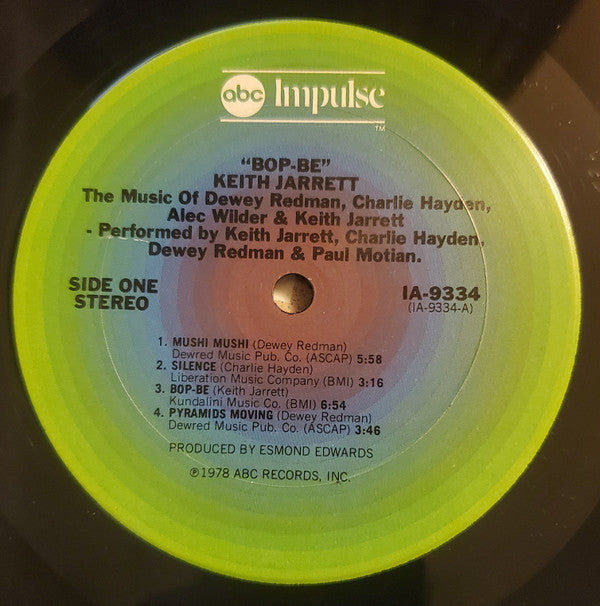 abc Impulse
TM
"BOP-BE"
KEITH JARRETT
The Music Of Dewey Redman, Charlie Hayden,
Alec Wilder & Keith Jarrett
- Performed by Keith Jarrett, Charlie Hayden,
Dewey Redman & Paul Motian.
SIDE ONE
STEREO
IA-9334
(IA-9334-A)
1. MUSHI MUSHI (Dewey Redman)
Dewred Music Pub. Co. (ASCAP) 5:58
2. SILENCE (Charlie Hayden)
Liberation Music Company (BMI) 3:16
3. BOP-BE (Keith Jarrett)
Kundalini Music Co. (BMI) 6:54
4. PYRAMIDS MOVING (Dewey Redman)
Dewred Music Pub. Co. (ASCAP) 3:46
PRODUCED BY ESMOND EDWARDS
℗1978 ABC RECORDS, INC.